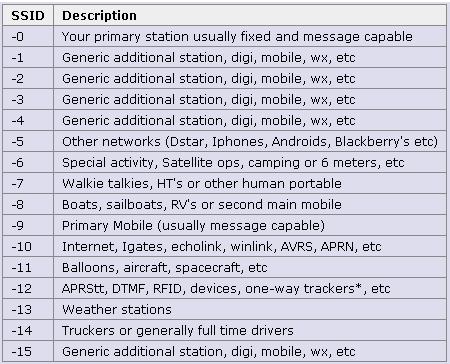 SSID Description
-0 Your primary station usually fixed and message capable
-1 Generic additional station, digi, mobile, wx, etc
-2 Generic additional station, digi, mobile, wx, etc
-3 Generic additional station, digi, mobile, wx, etc
-4 Generic additional station, digi, mobile, wx, etc
-5 Other networks (Dstar, Iphones, Androids, Blackberry's etc)
-6 Special activity, Satellite ops, camping or 6 meters, etc
-7 Walkie talkies, HT's or other human portable
-8 Boats, sailboats, RV's or second main mobile
-9 Primary Mobile (usually message capable)
-10 Internet, Igates, echolink, winlink, AVRS, APRN, etc
-11 Balloons, aircraft, spacecraft, etc
-12 APRStt, DTMF, RFID, devices, one-way trackers*, etc
-13 Weather stations
-14 Truckers or generally full time drivers
-15 Generic additional station, digi, mobile, wx, etc